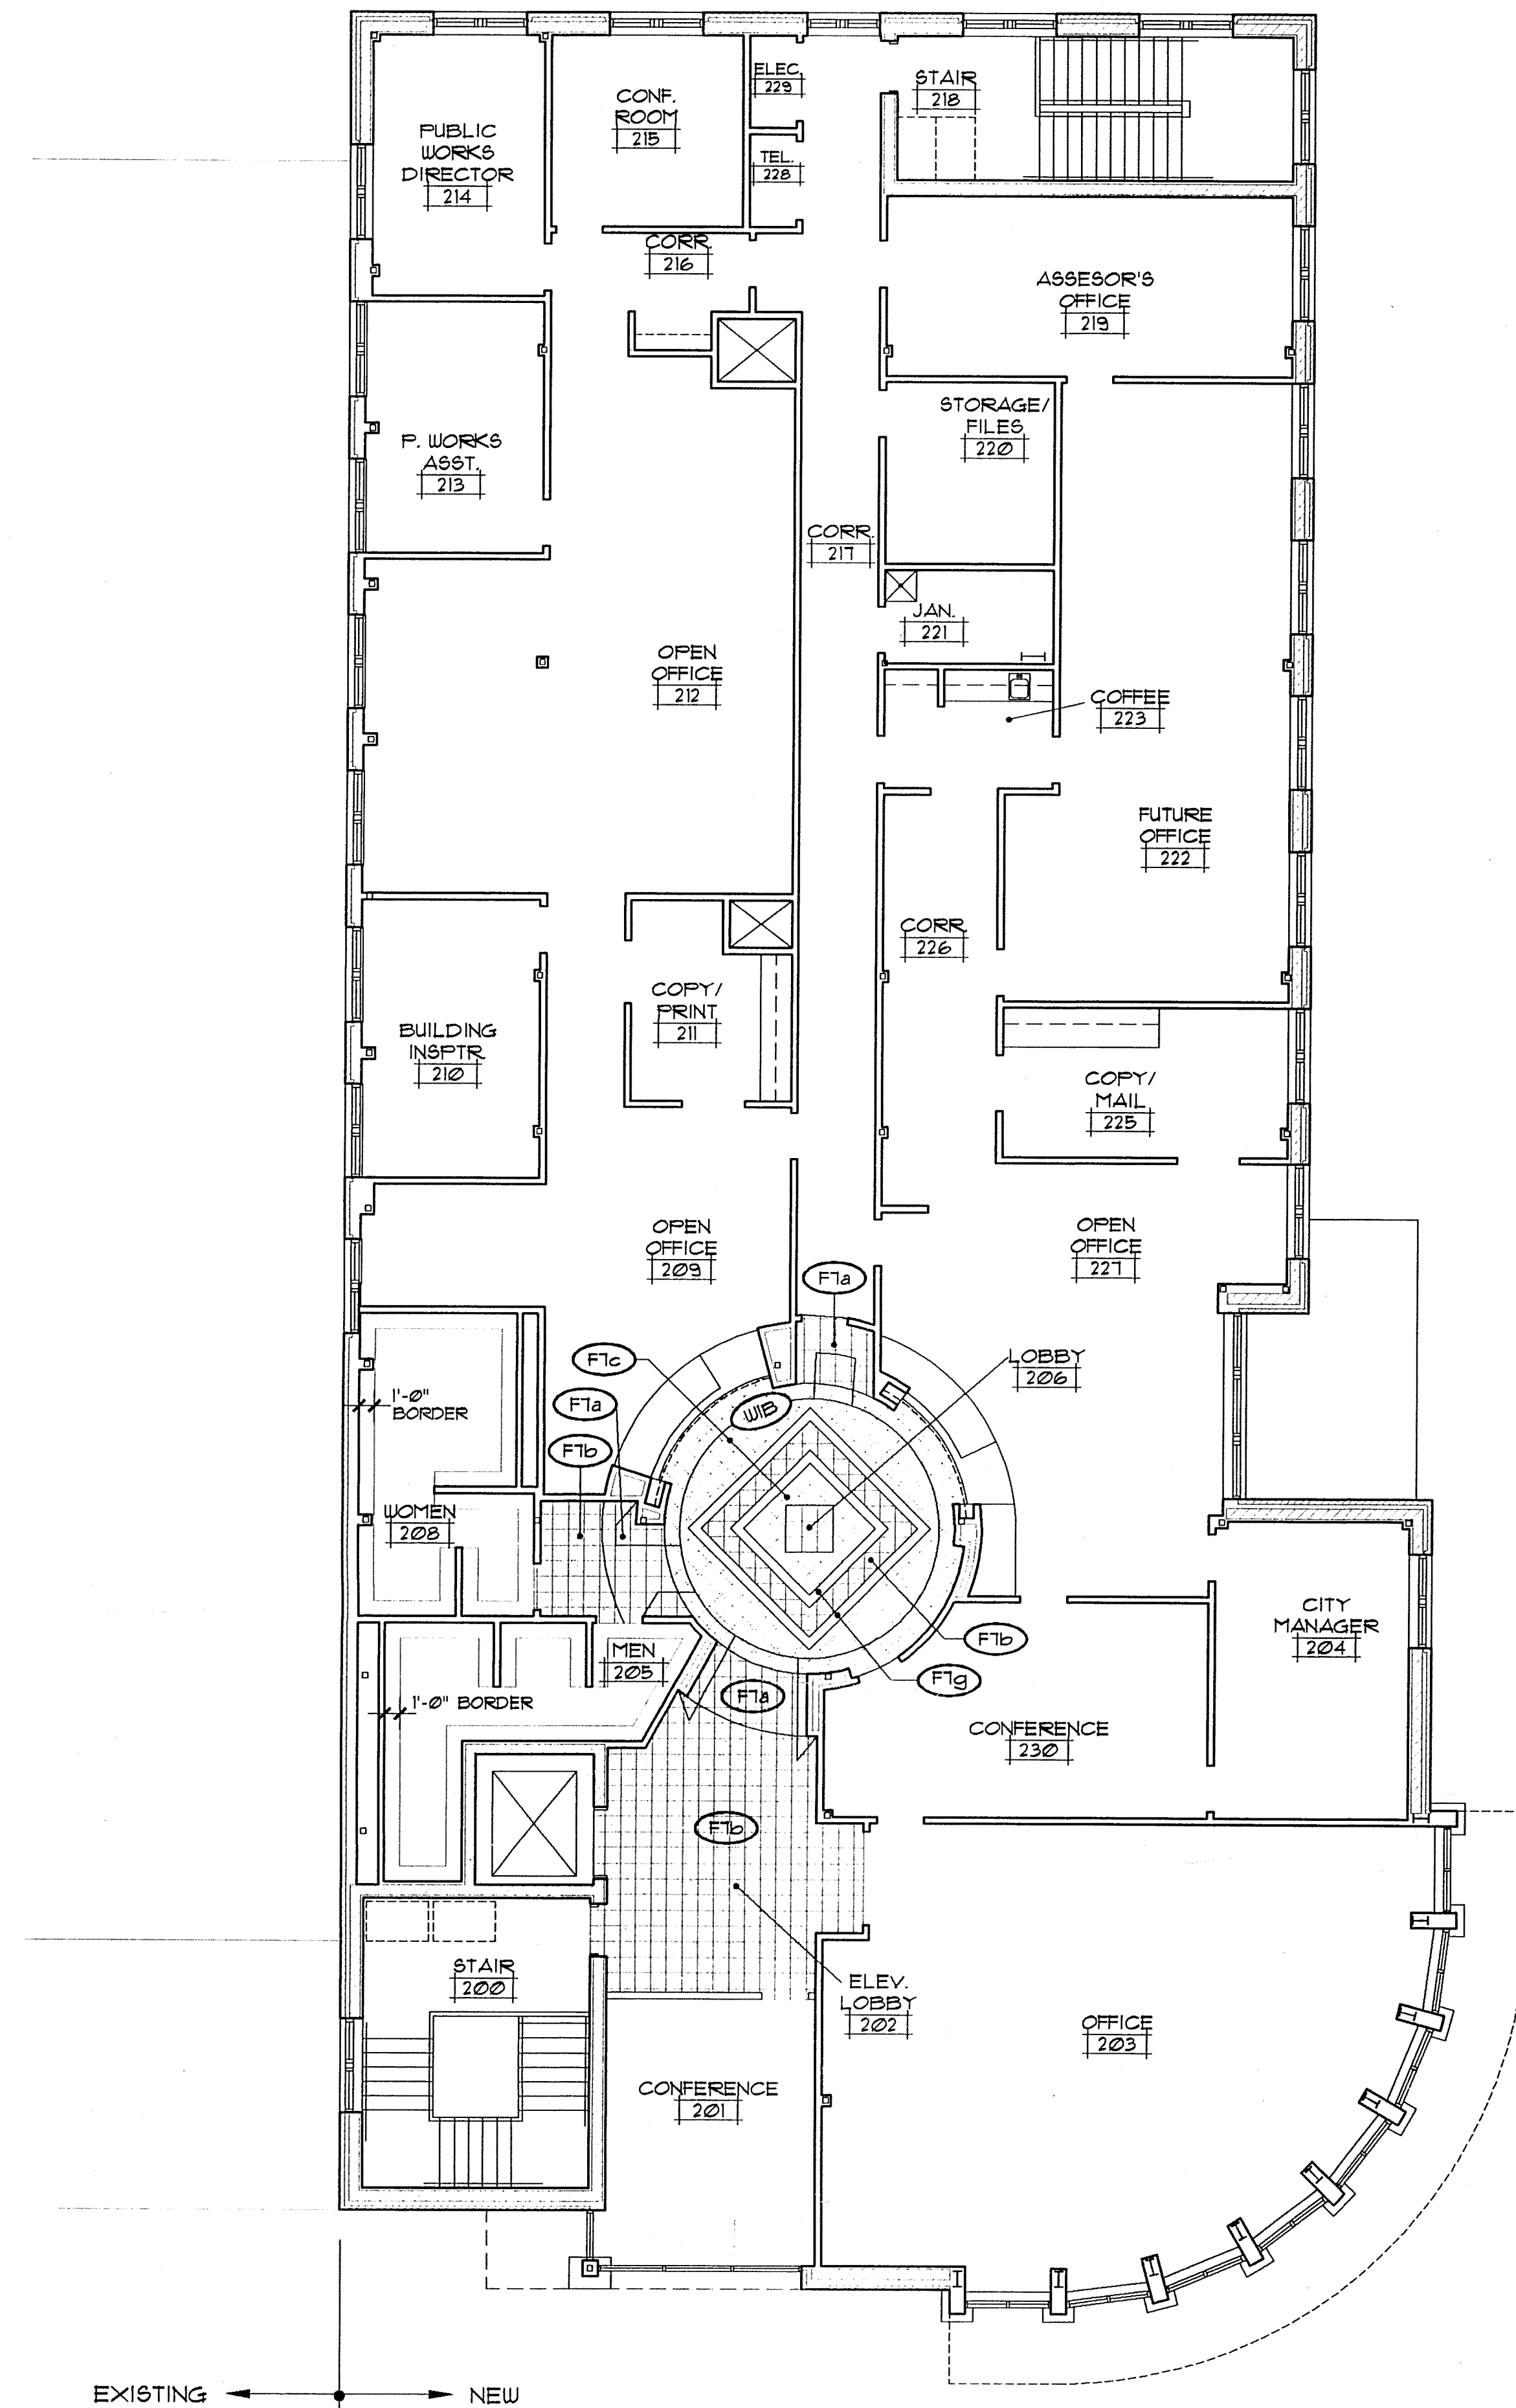 ELEC.
229
STAIR
218
CONF.
ROOM
215
PUBLIC
WORKS
DIRECTOR
214
TEL.
228
CORR.
216
ASSESOR'S
OFFICE
219
STORAGE/
FILES
220
P. WORKS
ASST.
213
CORR.
217
JAN.
221
OPEN
OFFICE
212
COFFEE
223
FUTURE
OFFICE
222
CORR.
226
COPY/
PRINT
211
BUILDING
INSPTR.
210
COPY/
MAIL
225
OPEN
OFFICE
209
OPEN
OFFICE
227
F7a
F7c
LOBBY
206
1'-0"
BORDER
F7a
W1B
F7b
WOMEN
208
CITY
MANAGER
204
F7b
MEN
205
F7g
F7a
1'-0" BORDER
CONFERENCE
230
F7b
STAIR
200
ELEV.
LOBBY
202
OFFICE
203
CONFERENCE
201
EXISTING
NEW